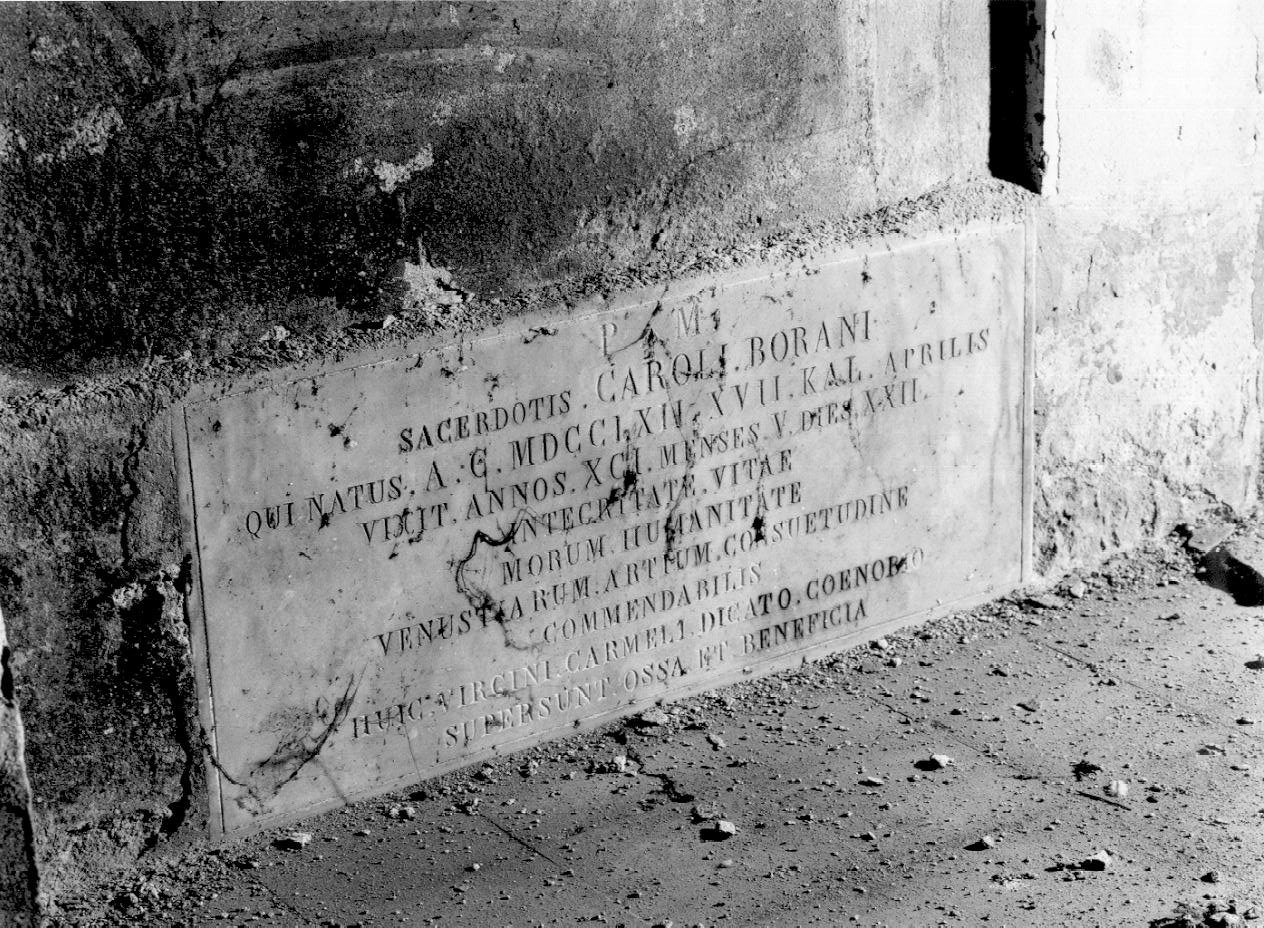 P . M .
SACERDOTIS . CAROLI . BORANI
QUI NATUS . A . C . MDCCLXII . XVII . KAL . APRILIS
VIXIT . ANNOS . XCI . MENSES . V . DIES . XXII .
INTEGRITATE . VITAE
MORUM . HUMANITATE
VENUSTIARUM . ARTIUM . CONSUETUDINE
COMMENDABILIS
HUIC . VIRGINI . CARMELI . DICATO . COENOBIO
SUPERSUNT . OSSA . ET BENEFICIA